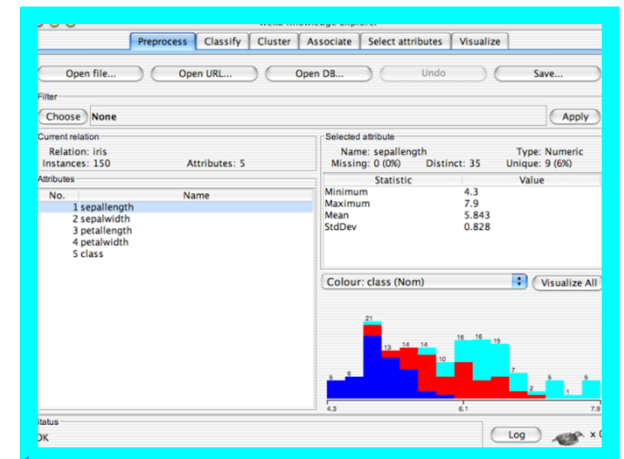 Preprocess Classify Cluster Associate Select attributes Visualize
Open file... Open URL... Open DB... Undo Save...
Filter
Choose None Apply
Current relation
Relation: iris
Instances: 150 Attributes: 5
Attributes
No. Name
1 sepallength
2 sepalwidth
3 petallength
4 petalwidth
5 class
Selected attribute
Name: sepallength Type: Numeric
Missing: 0 (0%) Distinct: 35 Unique: 9 (6%)
Statistic Value
Minimum 4.3
Maximum 7.9
Mean 5.843
StdDev 0.828
Colour: class (Nom) Visualize All
21
16 16 15
13 14 14
10
5 6 7 2 5 1 5
4.3 6.1 7.9
Status
OK
Log x 0